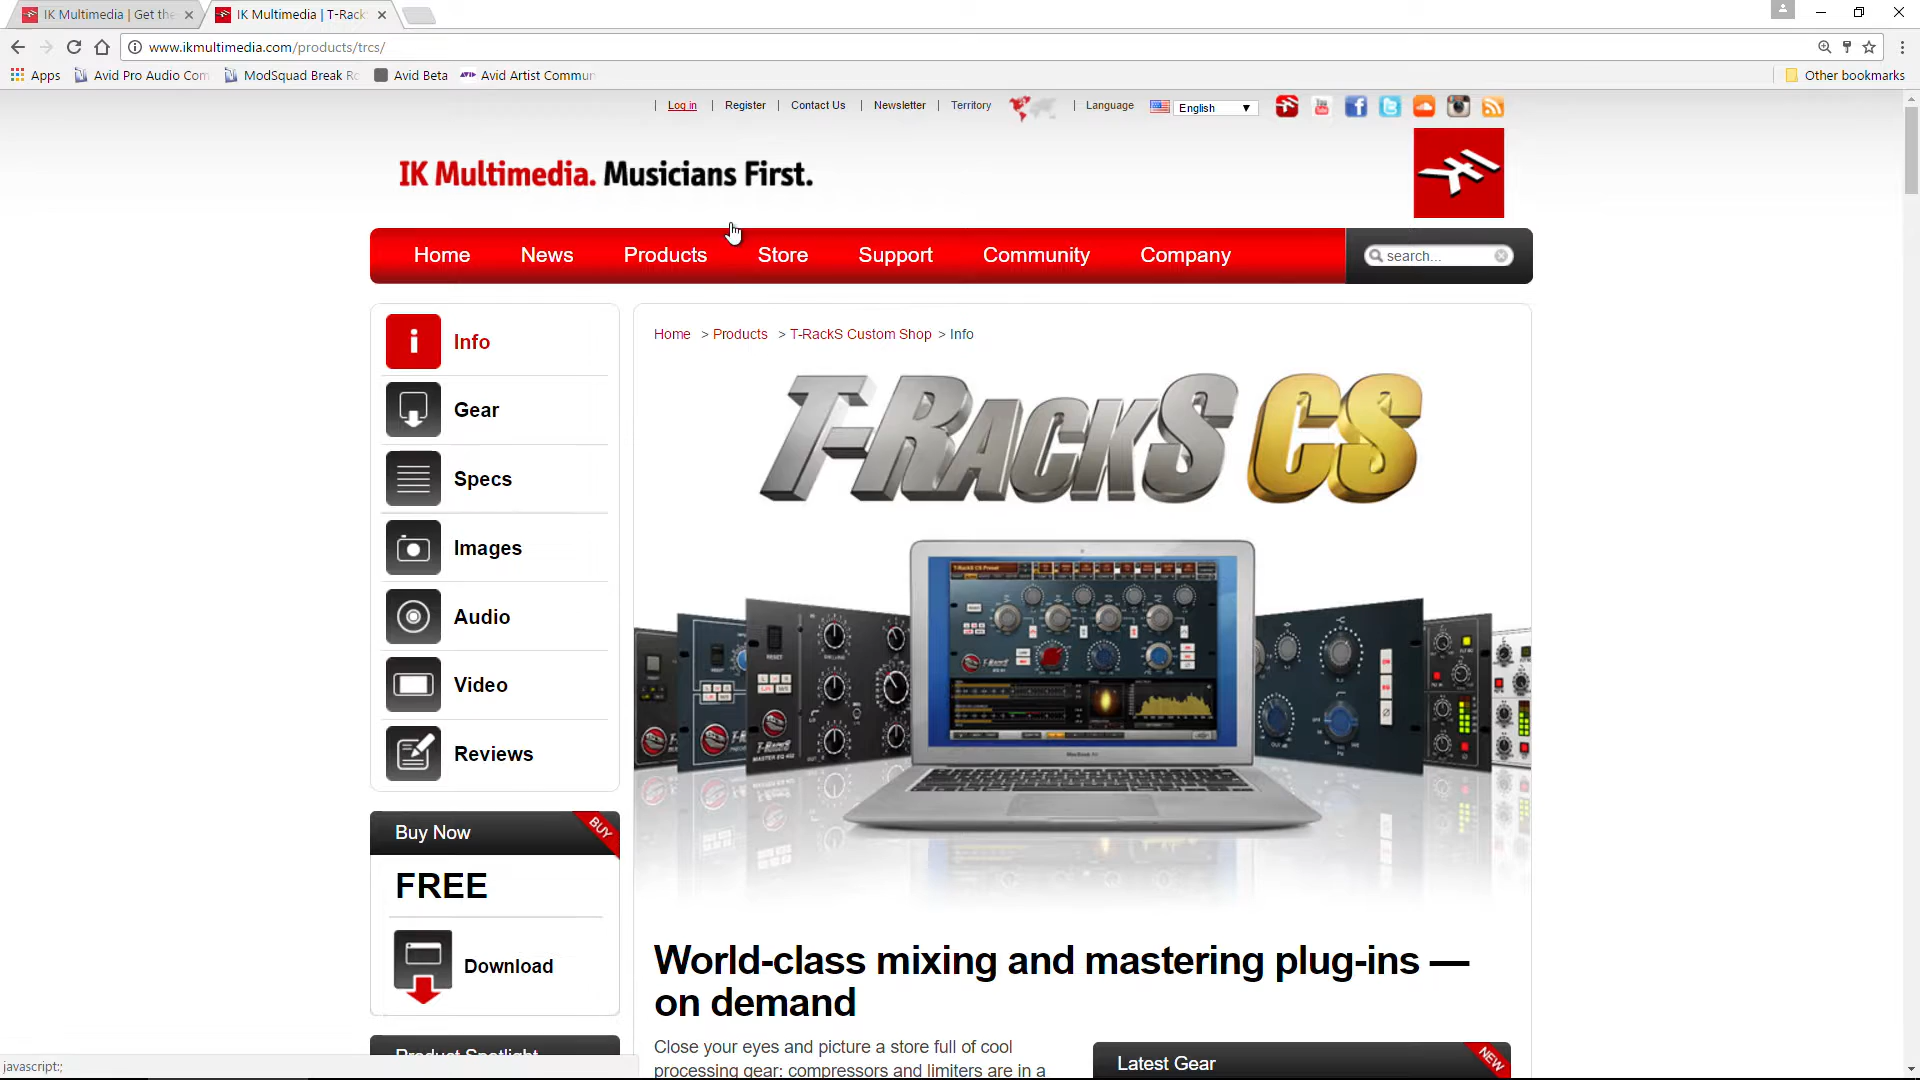 IK Multimedia | Get the
IK Multimedia | T-Rack
www.ikmultimedia.com/products/trcs/
Apps
Avid Pro Audio Com
ModSquad Break Ro
Avid Beta
Avid Artist Commun
Other bookmarks
| Log in | Register | Contact Us | Newsletter | Territory | Language English
IK Multimedia. Musicians First.
Home News Products Store Support Community Company
search...
Info
Gear
Specs
Images
Audio
Video
Reviews
Buy Now
BUY
FREE
Download
Product Spotlight
Home > Products > T-RackS Custom Shop > Info
T-RackS CS
World-class mixing and mastering plug-ins —
on demand
Close your eyes and picture a store full of cool
processing gear: compressors and limiters are in a
Latest Gear
NEW
javascript:;